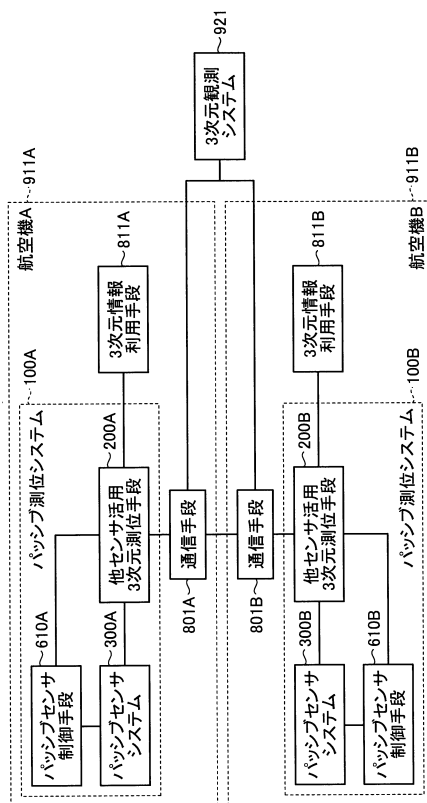 航空機A
911A
パッシブ測位システム
100A
610A
パッシブセンサ
制御手段
300A
パッシブセンサ
システム
200A
他センサ活用
3次元測位手段
811A
3次元情報
利用手段
801A
通信手段
921
3次元観測
システム
801B
通信手段
航空機B
911B
パッシブ測位システム
100B
300B
パッシブセンサ
システム
610B
パッシブセンサ
制御手段
200B
他センサ活用
3次元測位手段
811B
3次元情報
利用手段